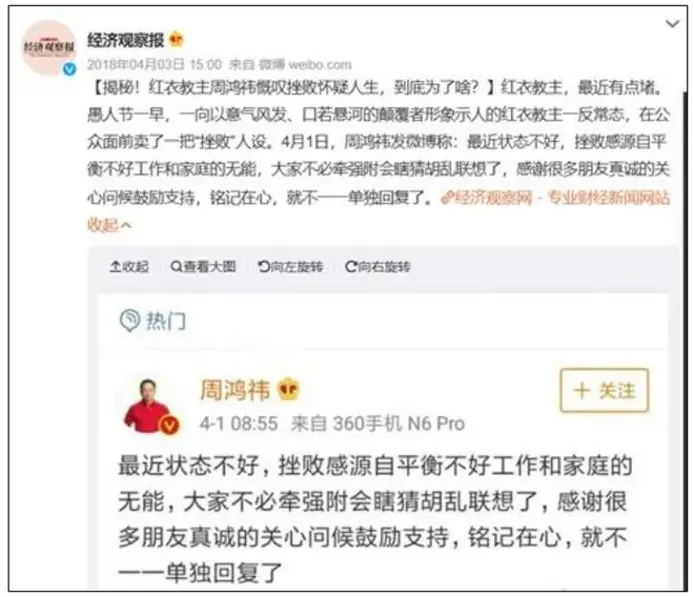 经济观察报
经济观察报
2018年04月03日 15:00 来自 微博 weibo.com
【揭秘！红衣教主周鸿祎慨叹挫败怀疑人生，到底为了啥？】红衣教主，最近有点堵。
愚人节一早，一向以意气风发、口若悬河的颠覆者形象示人的红衣教主一反常态，在公
众面前卖了一把“挫败”人设。4月1日，周鸿祎发微博称：最近状态不好，挫败感源自平
衡不好工作和家庭的无能，大家不必牵强附会瞎猜胡乱联想了，感谢很多朋友真诚的关
心问候鼓励支持，铭记在心，就不一一单独回复了。经济观察网 - 专业财经新闻网站
收起
收起 查看大图 向左旋转 向右旋转
热门
周鸿祎
+ 关注
4-1 08:55 来自 360手机 N6 Pro
最近状态不好，挫败感源自平衡不好工作和家庭的
无能，大家不必牵强附会瞎猜胡乱联想了，感谢很
多朋友真诚的关心问候鼓励支持，铭记在心，就不
一一单独回复了